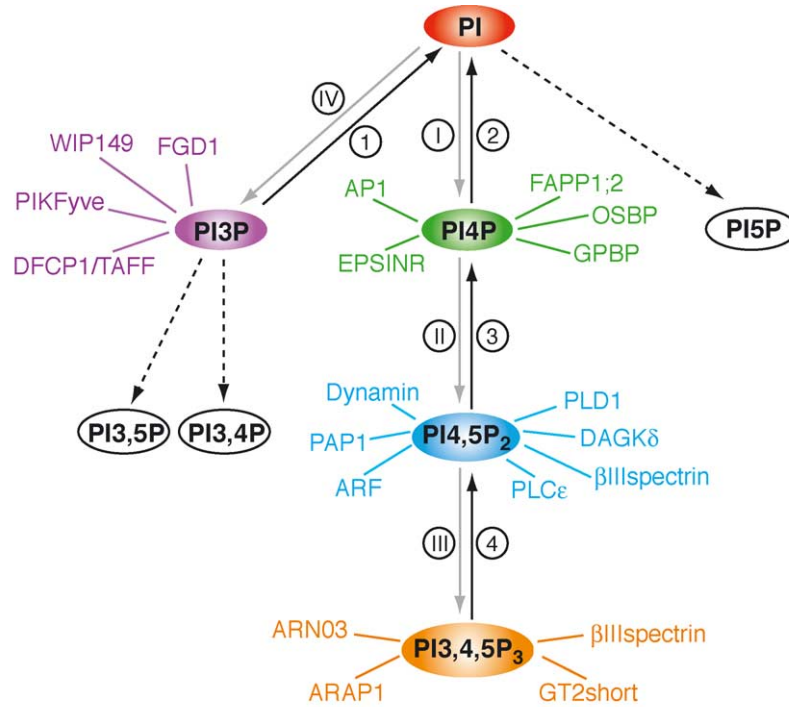 PI
IV
1
I
2
WIP149
FGD1
PIKFyve
DFCP1/TAFF
PI3P
AP1
EPSINR
PI4P
FAPP1;2
OSBP
GPBP
PI5P
II
3
PI3,5P
PI3,4P
Dynamin
PAP1
ARF
PI4,5P₂
PLD1
DAGKδ
βIIIspectrin
PLCε
III
4
ARN03
ARAP1
PI3,4,5P₃
βIIIspectrin
GT2short